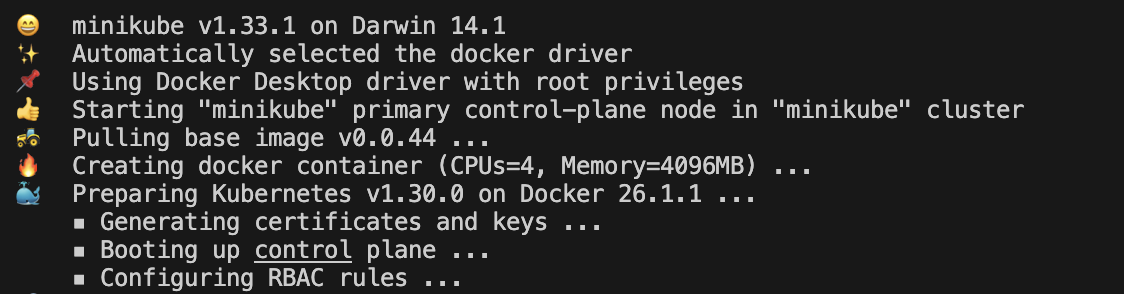 😄 minikube v1.33.1 on Darwin 14.1
✨ Automatically selected the docker driver
📌 Using Docker Desktop driver with root privileges
👍 Starting "minikube" primary control-plane node in "minikube" cluster
🚜 Pulling base image v0.0.44 ...
🔥 Creating docker container (CPUs=4, Memory=4096MB) ...
🐳 Preparing Kubernetes v1.30.0 on Docker 26.1.1 ...
▪ Generating certificates and keys ...
▪ Booting up control plane ...
▪ Configuring RBAC rules ...